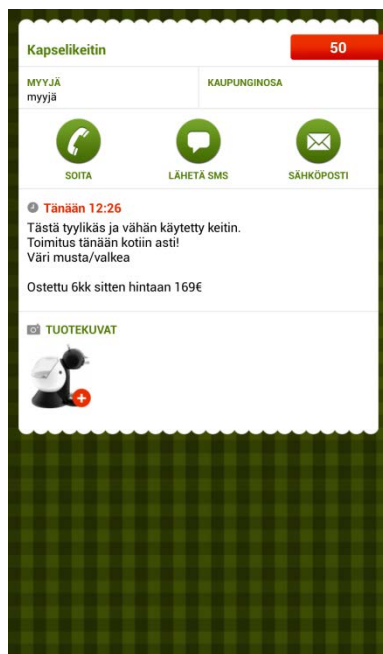 Kapselikeitin
50
MYYJÄ
myyjä
KAUPUNGINOSA
SOITA
LÄHETÄ SMS
SÄHKÖPOSTI
Tänään 12:26
Tästä tyylikäs ja vähän käytetty keitin.
Toimitus tänään kotiin asti!
Väri musta/valkea
Ostettu 6kk sitten hintaan 169€
TUOTEKUVAT